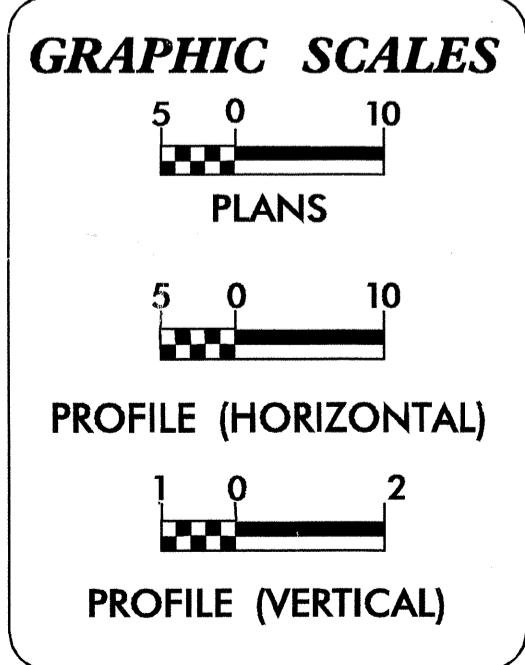 GRAPHIC SCALES
5 0 10
PLANS
5 0 10
PROFILE (HORIZONTAL)
1 0 2
PROFILE (VERTICAL)